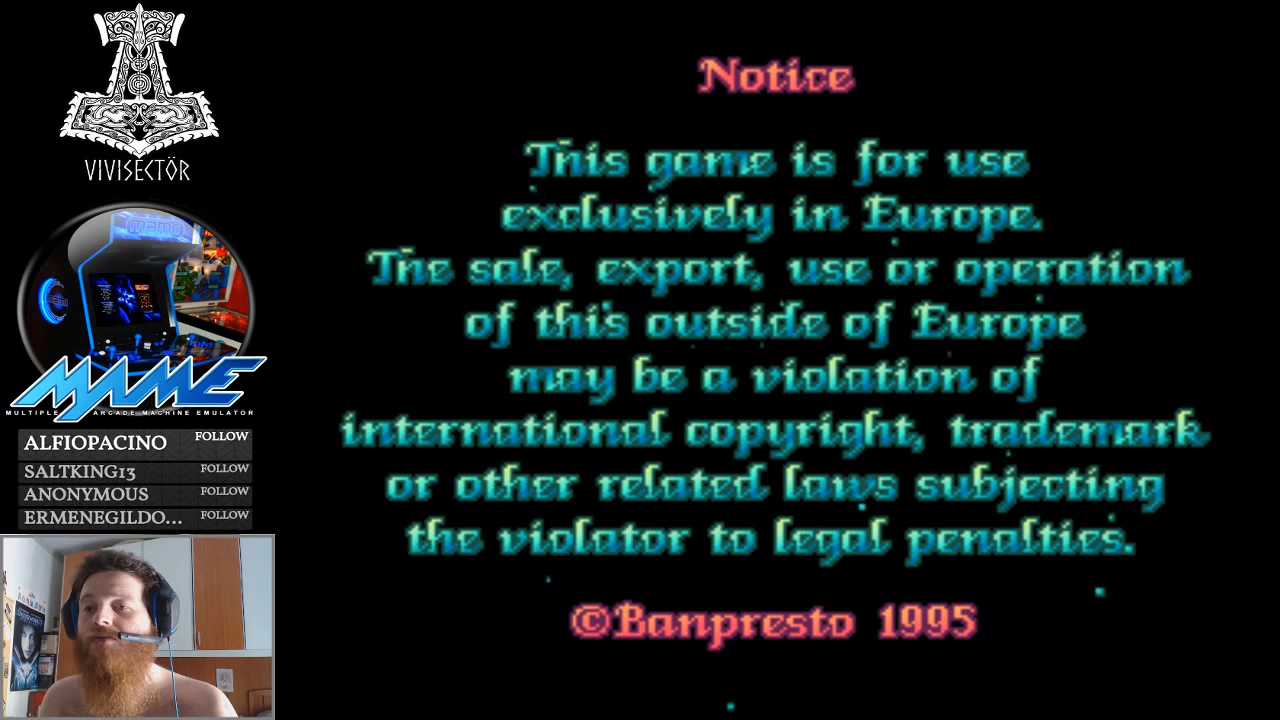 VIVISECTÖR
MAME
MULTIPLE ARCADE MACHINE EMULATOR
ALFIOPACINO FOLLOW
SALTKING13 FOLLOW
ANONYMOUS FOLLOW
ERMENEGILDO... FOLLOW
Notice
This game is for use
exclusively in Europe.
The sale, export, use or operation
of this outside of Europe
may be a violation of
international copyright, trademark
or other related laws subjecting
the violator to legal penalties.
©Banpresto 1995